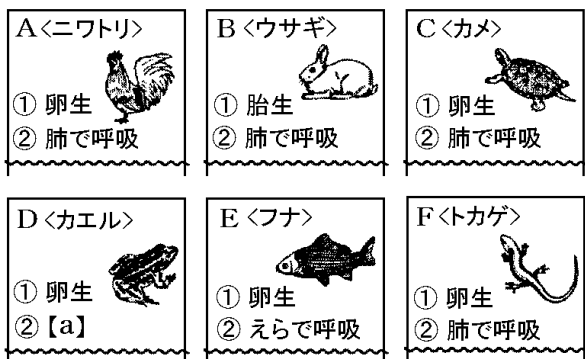 A<ニワトリ>
① 卵生
② 肺で呼吸
B<ウサギ>
① 胎生
② 肺で呼吸
C<カメ>
① 卵生
② 肺で呼吸
D<カエル>
① 卵生
②【a】
E<フナ>
① 卵生
② えらで呼吸
F<トカゲ>
① 卵生
② 肺で呼吸